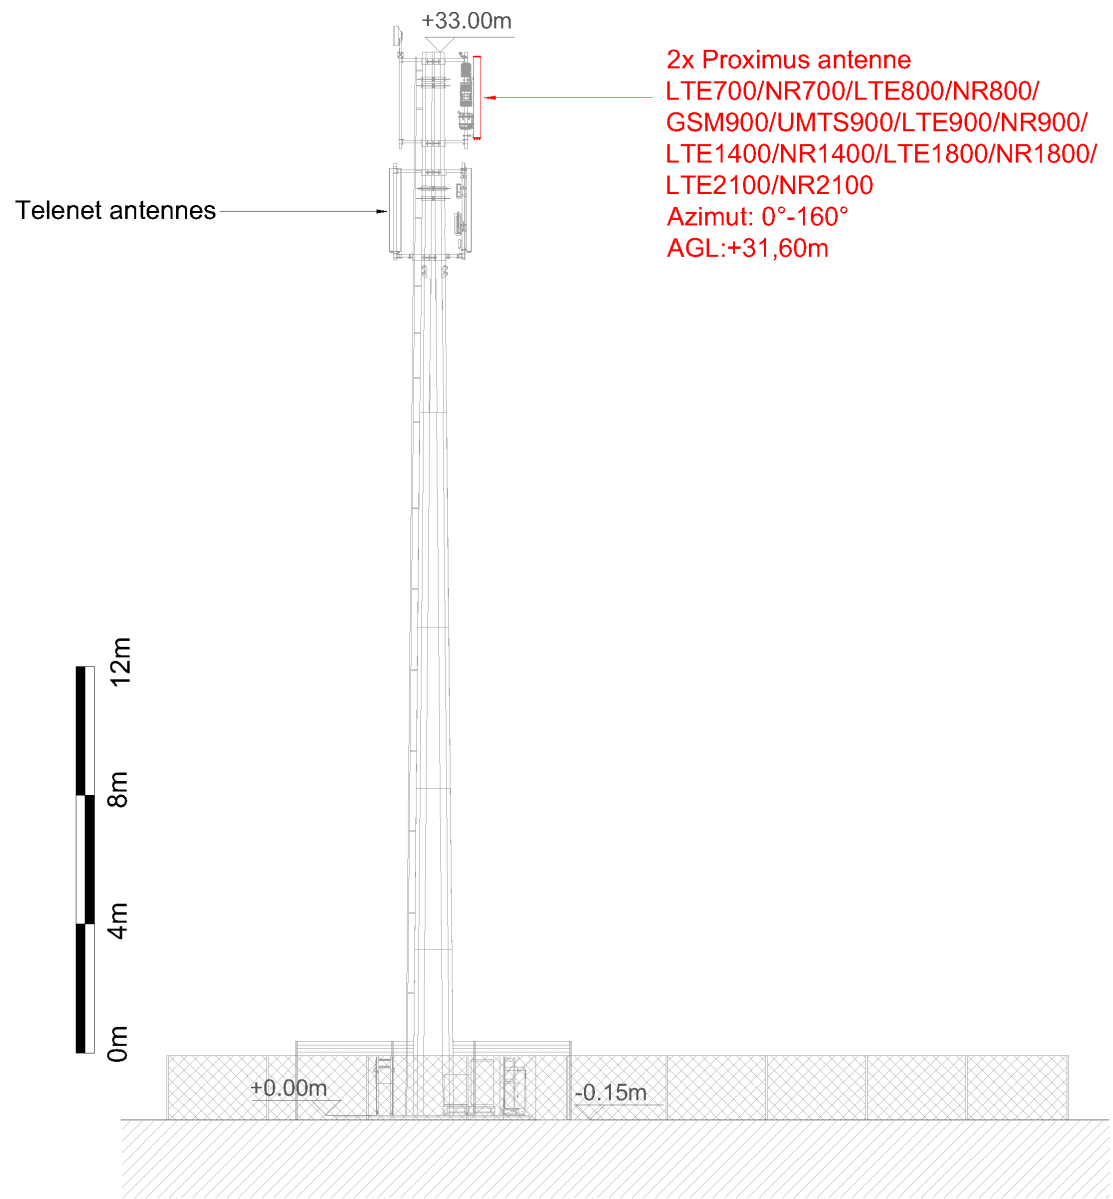 +33.00m
2x Proximus antenne
LTE700/NR700/LTE800/NR800/
GSM900/UMTS900/LTE900/NR900/
LTE1400/NR1400/LTE1800/NR1800/
LTE2100/NR2100
Azimut: 0°-160°
AGL:+31,60m
Telenet antennes
12m
8m
4m
0m
+0.00m
-0.15m